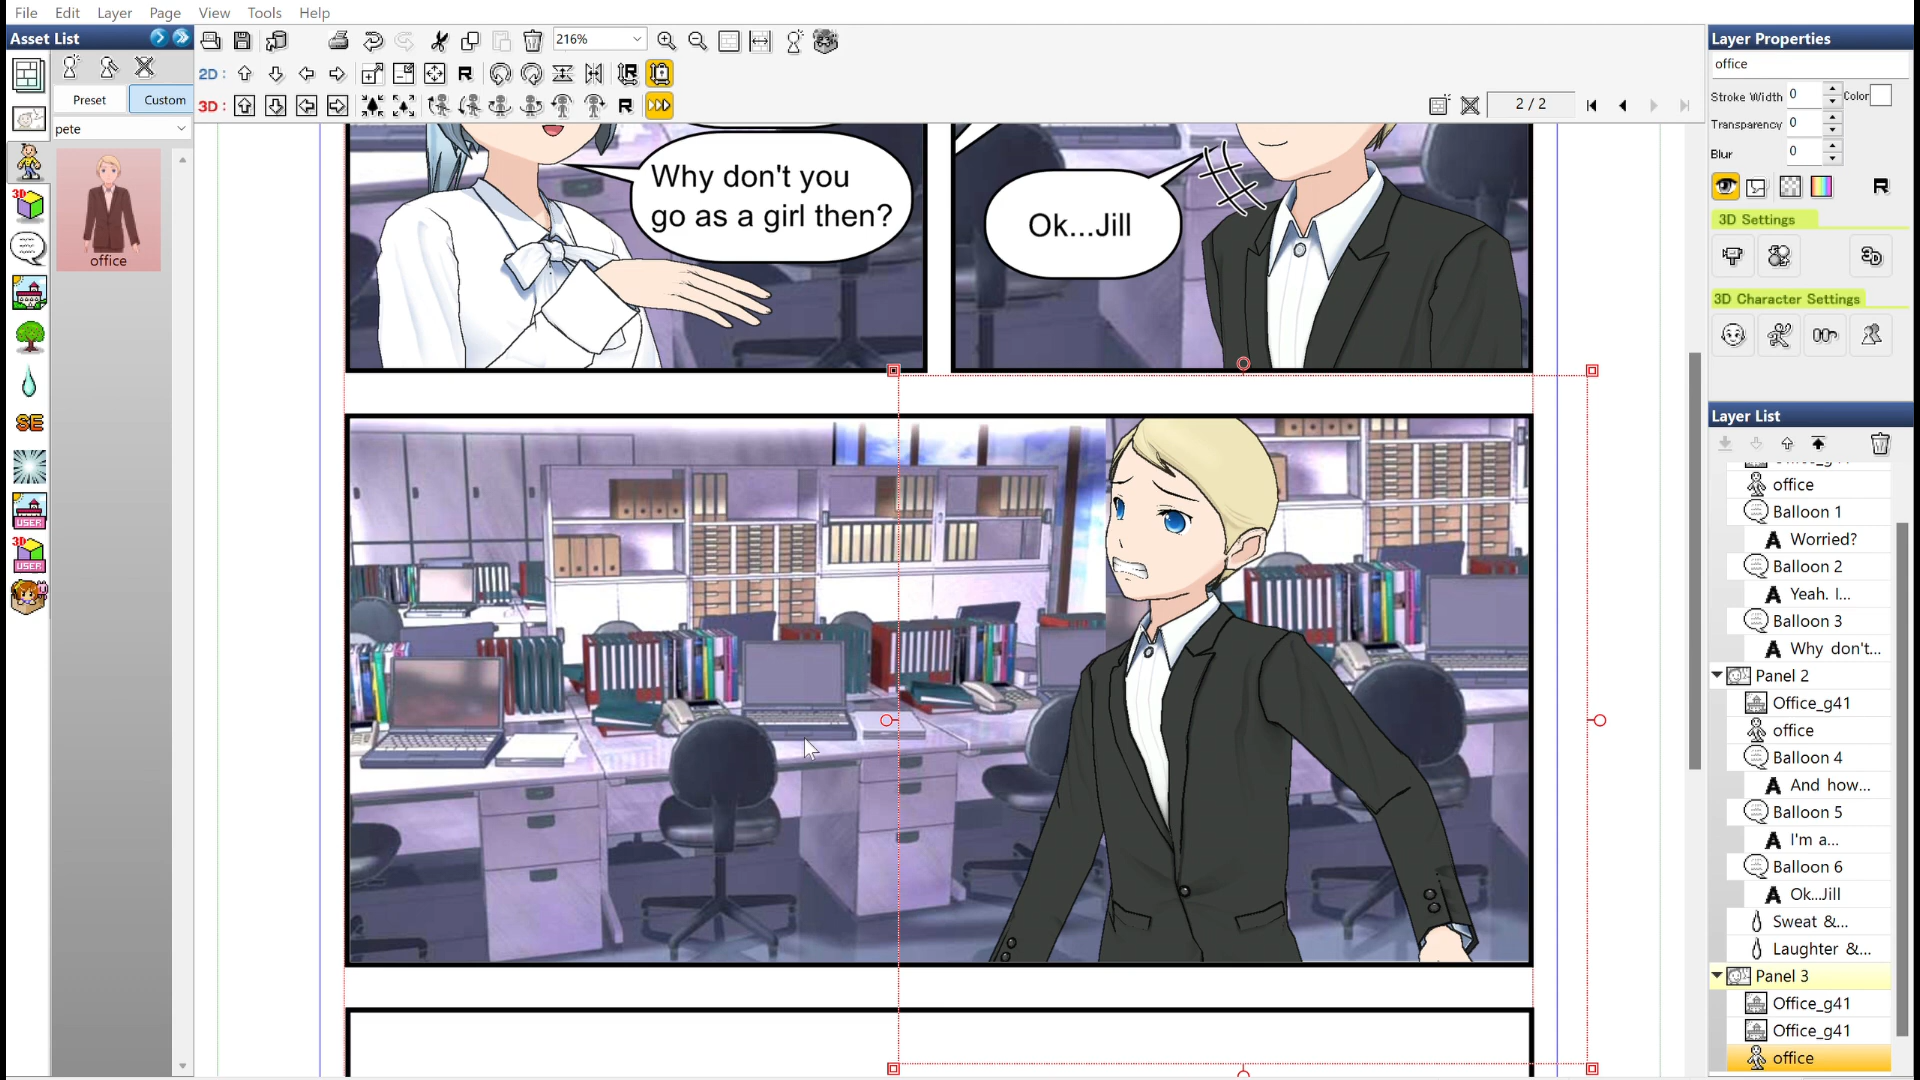 File Edit Layer Page View Tools Help
Asset List
Preset Custom
pete
office
3D
SE
USER
3D
USER
216%
2D :
3D :
2 / 2
Why don't you
go as a girl then?
Ok...Jill
Layer Properties
office
Stroke Width 0 Color
Transparency 0
Blur 0
3D Settings
3D Character Settings
Layer List
office
Balloon 1
Worried?
Balloon 2
Yeah. I...
Balloon 3
Why don't...
Panel 2
Office_g41
office
Balloon 4
And how...
Balloon 5
I'm a...
Balloon 6
Ok...Jill
Sweat &...
Laughter &...
Panel 3
Office_g41
Office_g41
office